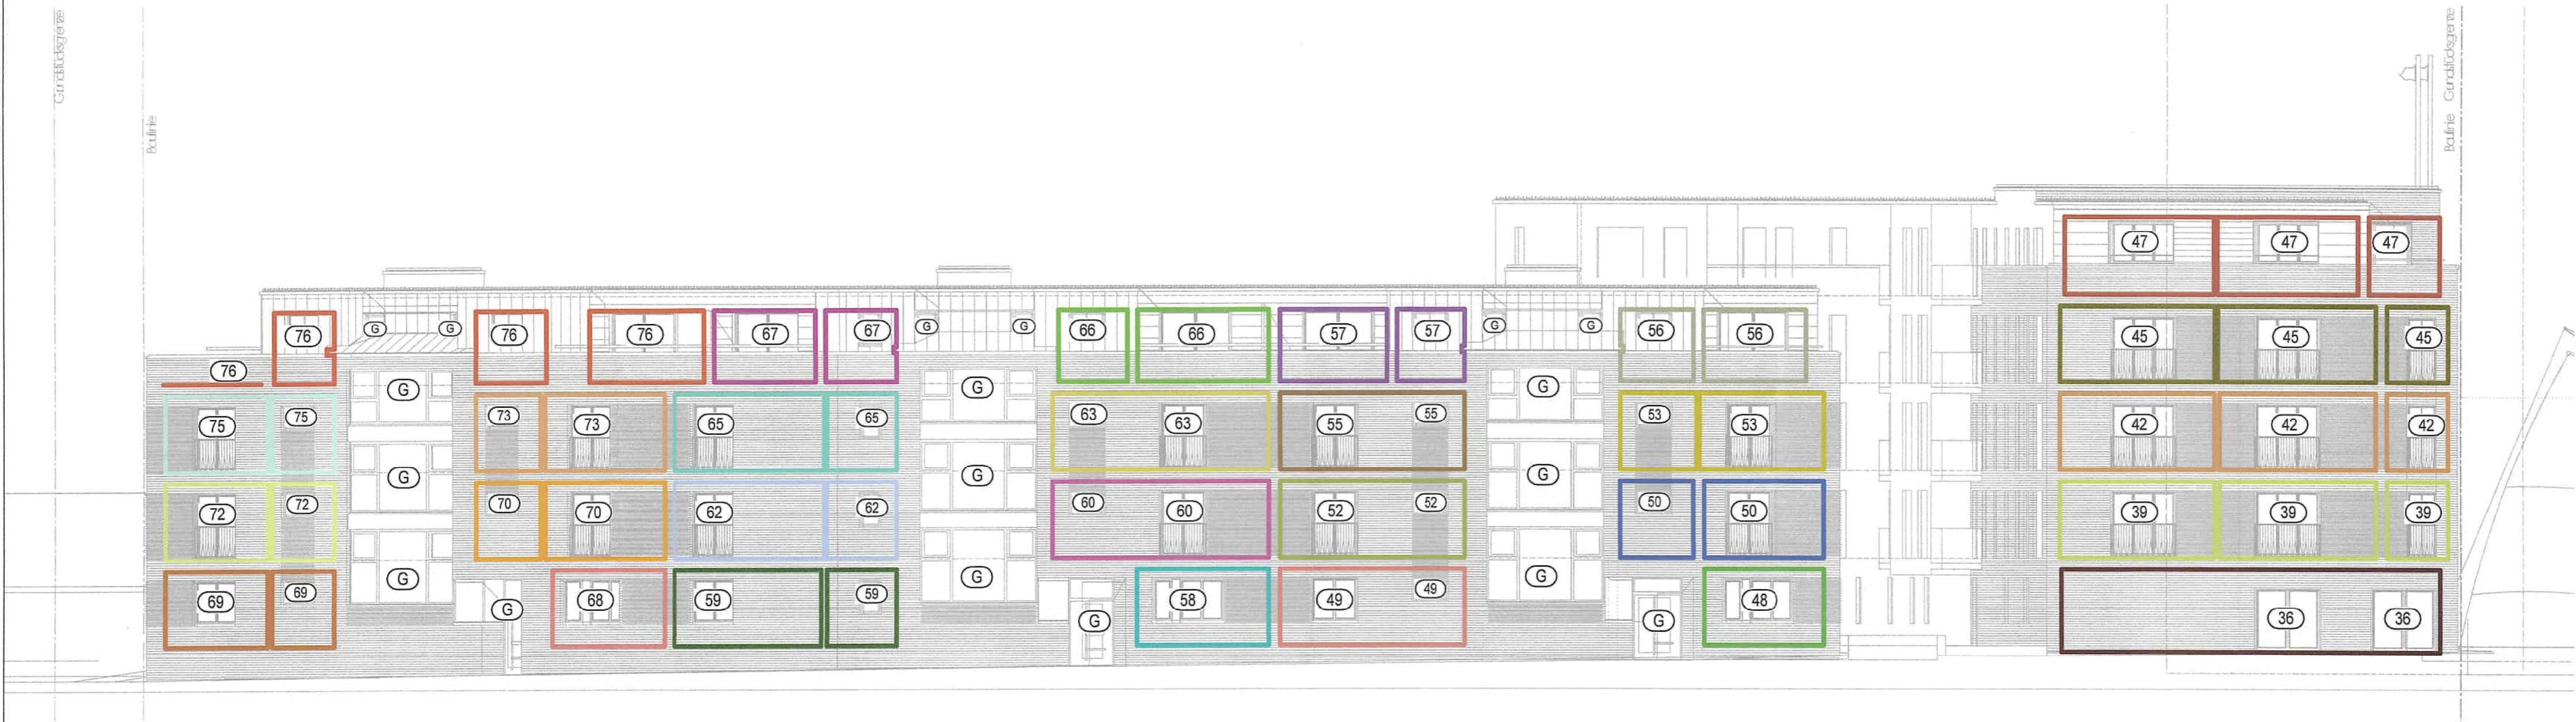 Grundstücksgrenze
Baulinie
Baulinie Grundstücksgrenze
47 47 47
76 G G 76 76 67 67 G G 66 66 57 57 G G 56 56
45 45 45
76
G G G
75 75 73 73 65 65 63 63 55 55 53 53 42 42 42
G G G
72 72 70 70 62 62 60 60 52 52 50 50 39 39 39
G G G
69 69 68 59 59 58 49 49 48
G G G 36 36